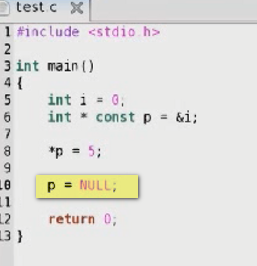 test.c
1 #include <stdio.h>
2
3 int main()
4 {
5 int i = 0;
6 int * const p = &i;
7
8 *p = 5;
9
10 p = NULL;
11
12 return 0;
13 }